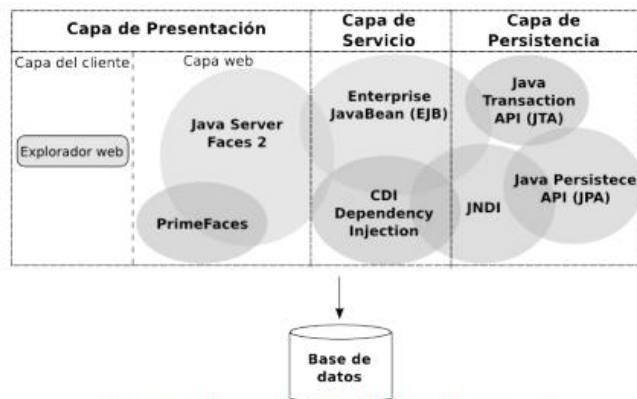 Capa de Presentación
Capa de
Servicio
Capa de
Persistencia
Capa del cliente
Capa web
Explorador web
Java Server
Faces 2
PrimeFaces
Enterprise
JavaBean (EJB)
CDI
Dependency
Injection
Java
Transaction
API (JTA)
JNDI
Java Persistece
API (JPA)
Base de
datos